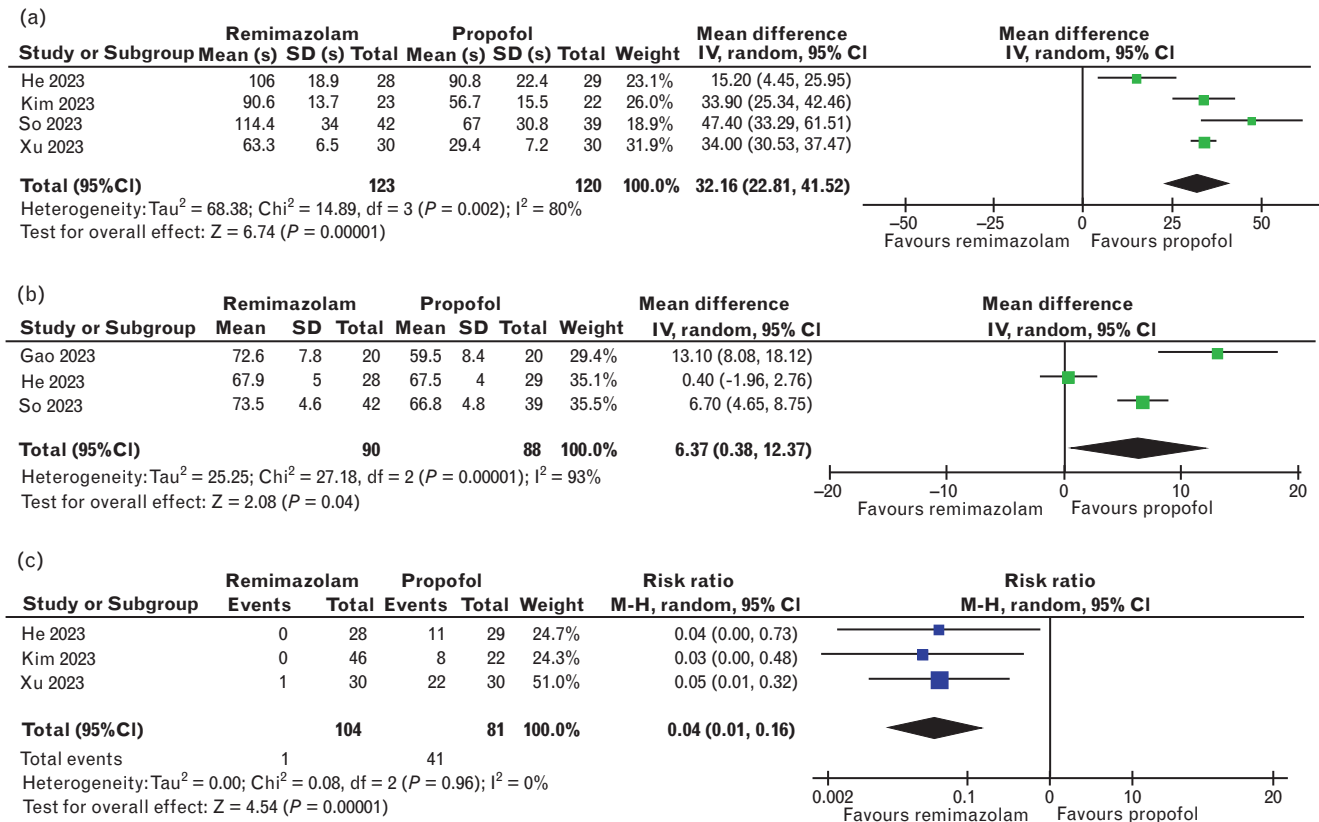 (a)
Remimazolam Propofol Mean difference Mean difference
Study or Subgroup Mean (s) SD (s) Total Mean (s) SD (s) Total Weight IV, random, 95% CI IV, random, 95% CI
He 2023 106 18.9 28 90.8 22.4 29 23.1% 15.20 (4.45, 25.95)
Kim 2023 90.6 13.7 23 56.7 15.5 22 26.0% 33.90 (25.34, 42.46)
So 2023 114.4 34 42 67 30.8 39 18.9% 47.40 (33.29, 61.51)
Xu 2023 63.3 6.5 30 29.4 7.2 30 31.9% 34.00 (30.53, 37.47)
Total (95%CI) 123 120 100.0% 32.16 (22.81, 41.52)
Heterogeneity: Tau² = 68.38; Chi² = 14.89, df = 3 (P = 0.002); I² = 80%
Test for overall effect: Z = 6.74 (P = 0.00001)
−50 −25 0 25 50
Favours remimazolam Favours propofol
(b)
Remimazolam Propofol Mean difference Mean difference
Study or Subgroup Mean SD Total Mean SD Total Weight IV, random, 95% CI IV, random, 95% CI
Gao 2023 72.6 7.8 20 59.5 8.4 20 29.4% 13.10 (8.08, 18.12)
He 2023 67.9 5 28 67.5 4 29 35.1% 0.40 (-1.96, 2.76)
So 2023 73.5 4.6 42 66.8 4.8 39 35.5% 6.70 (4.65, 8.75)
Total (95%CI) 90 88 100.0% 6.37 (0.38, 12.37)
Heterogeneity: Tau² = 25.25; Chi² = 27.18, df = 2 (P = 0.00001); I² = 93%
Test for overall effect: Z = 2.08 (P = 0.04)
−20 −10 0 10 20
Favours remimazolam Favours propofol
(c)
Remimazolam Propofol Risk ratio Risk ratio
Study or Subgroup Events Total Events Total Weight M-H, random, 95% CI M-H, random, 95% CI
He 2023 0 28 11 29 24.7% 0.04 (0.00, 0.73)
Kim 2023 0 46 8 22 24.3% 0.03 (0.00, 0.48)
Xu 2023 1 30 22 30 51.0% 0.05 (0.01, 0.32)
Total (95%CI) 104 81 100.0% 0.04 (0.01, 0.16)
Total events 1 41
Heterogeneity: Tau² = 0.00; Chi² = 0.08, df = 2 (P = 0.96); I² = 0%
Test for overall effect: Z = 4.54 (P = 0.00001)
0.002 0.1 0 10 20
Favours remimazolam Favours propofol